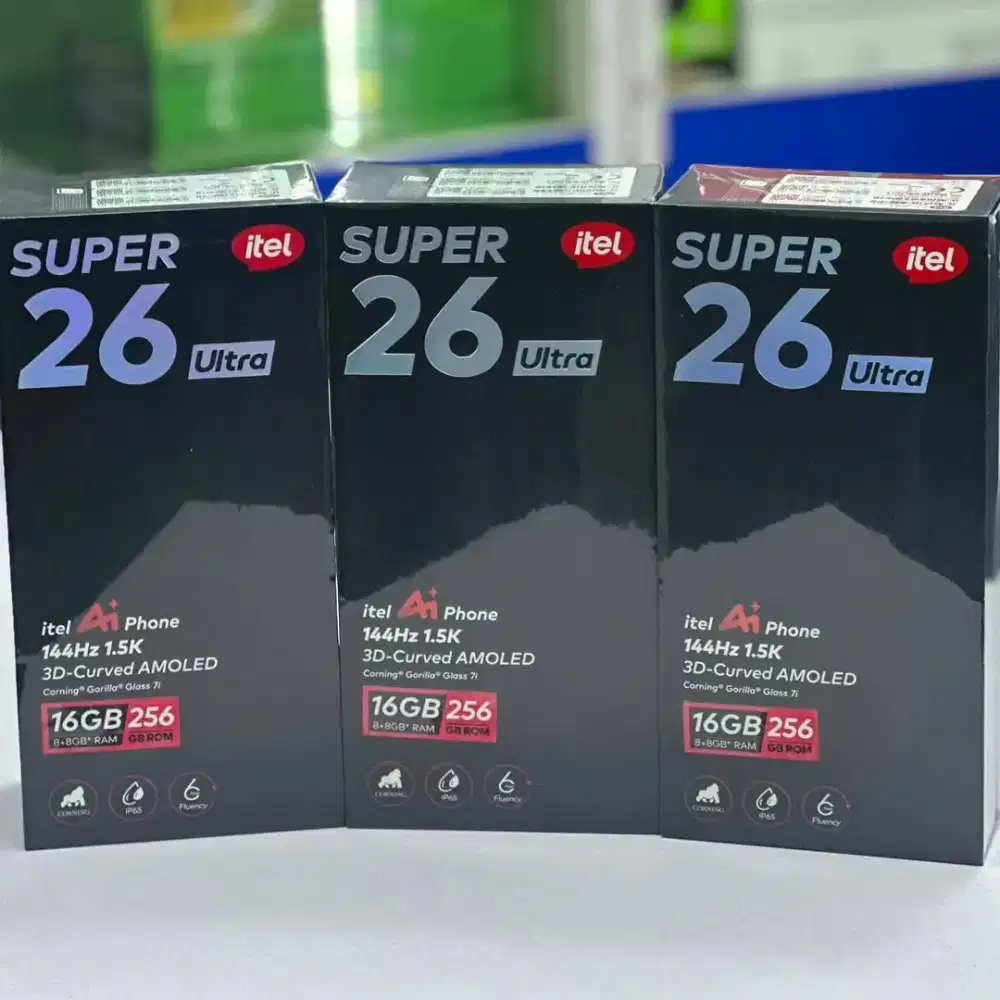 SUPER
itel
26 Ultra
itel Ai Phone
144Hz 1.5K
3D-Curved AMOLED
Corning® Gorilla® Glass 7i
16GB 256
8+8GB* RAM GB ROM
CORNING
IP65
6 Fluency
SUPER
itel
26 Ultra
itel Ai Phone
144Hz 1.5K
3D-Curved AMOLED
Corning® Gorilla® Glass 7i
16GB 256
8+8GB* RAM GB ROM
CORNING
IP65
6 Fluency
SUPER
itel
26 Ultra
itel Ai Phone
144Hz 1.5K
3D-Curved AMOLED
Corning® Gorilla® Glass 7i
16GB 256
8+8GB* RAM GB ROM
CORNING
IP65
6 Fluency